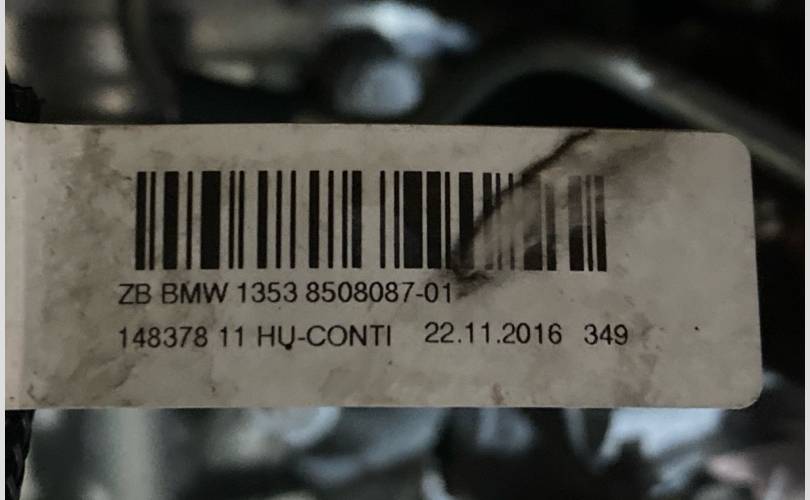 ZB BMW 1353 8508087-01
148378 11 HU-CONTI 22.11.2016 349